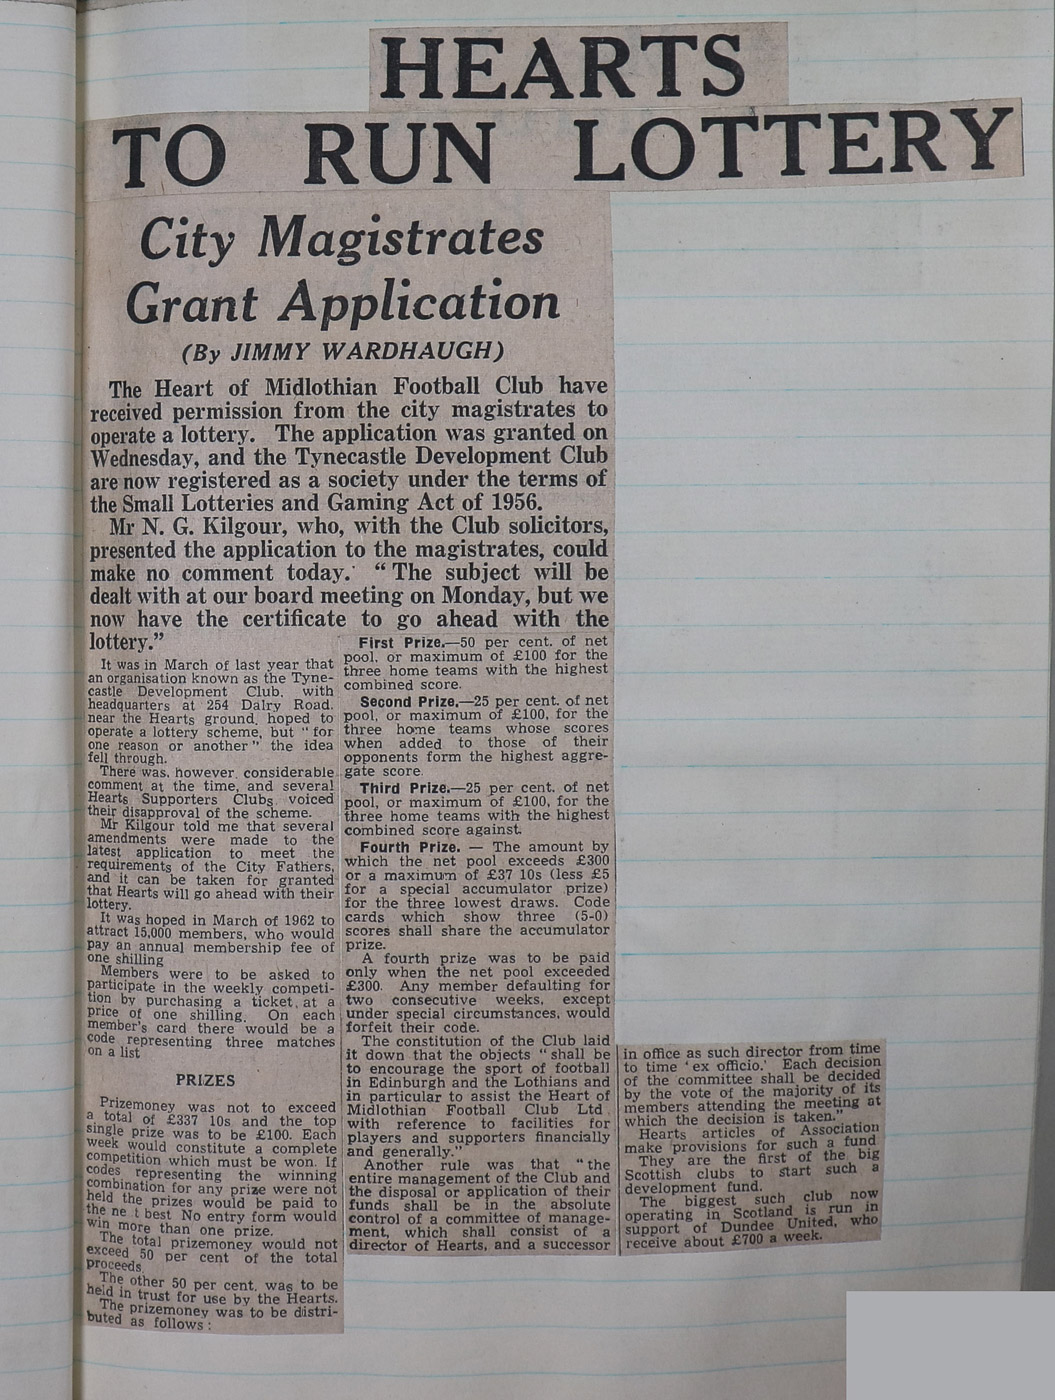 HEARTS
TO RUN LOTTERY
City Magistrates
Grant Application
(By JIMMY WARDHAUGH)
The Heart of Midlothian Football Club have
received permission from the city magistrates to
operate a lottery. The application was granted on
Wednesday, and the Tynecastle Development Club
are now registered as a society under the terms of
the Small Lotteries and Gaming Act of 1956.
Mr N. G. Kilgour, who, with the Club solicitors,
presented the application to the magistrates, could
make no comment today. “The subject will be
dealt with at our board meeting on Monday, but we
now have the certificate to go ahead with the
lottery.”
It was in March of last year that
an organisation known as the Tyne-
castle Development Club, with
headquarters at 254 Dalry Road,
near the Hearts ground, hoped to
operate a lottery scheme, but “for
one reason or another” the idea
fell through.
There was, however, considerable
comment at the time, and several
Hearts Supporters Clubs voiced
their disapproval of the scheme.
Mr Kilgour told me that several
amendments were made to the
latest application to meet the
requirements of the City Fathers,
and it can be taken for granted
that Hearts will go ahead with their
lottery.
It was hoped in March of 1962 to
attract 15,000 members, who would
pay an annual membership fee of
one shilling
Members were to be asked to
participate in the weekly competi-
tion by purchasing a ticket, at a
price of one shilling. On each
member's card there would be a
code representing three matches
on a list
PRIZES
Prizemoney was not to exceed
a total of £337 10s and the top
single prize was to be £100. Each
week would constitute a complete
competition which must be won. If
codes representing the winning
combination for any prize were not
held the prizes would be paid to
the ne t best No entry form would
win more than one prize.
The total prizemoney would not
exceed 50 per cent of the total
proceeds
The other 50 per cent. was to be
held in trust for use by the Hearts.
The prizemoney was to be distri-
buted as follows:
First Prize.—50 per cent. of net
pool, or maximum of £100 for the
three home teams with the highest
combined score.
Second Prize.—25 per cent. of net
pool, or maximum of £100, for the
three home teams whose scores
when added to those of their
opponents form the highest aggre-
gate score.
Third Prize.—25 per cent. of net
pool, or maximum of £100, for the
three home teams with the highest
combined score against.
Fourth Prize. — The amount by
which the net pool exceeds £300
or a maximum of £37 10s (less £5
for a special accumulator prize)
for the three lowest draws. Code
cards which show three (5-0)
scores shall share the accumulator
prize.
A fourth prize was to be paid
only when the net pool exceeded
£300. Any member defaulting for
two consecutive weeks, except
under special circumstances, would
forfeit their code.
The constitution of the Club laid
it down that the objects “shall be
to encourage the sport of football
in Edinburgh and the Lothians and
in particular to assist the Heart of
Midlothian Football Club Ltd.
with reference to facilities for
players and supporters financially
and generally.”
Another rule was that “the
entire management of the Club and
the disposal or application of their
funds shall be in the absolute
control of a committee of manage-
ment, which shall consist of a
director of Hearts, and a successor
in office as such director from time
to time ‘ex officio.’ Each decision
of the committee shall be decided
by the vote of the majority of its
members attending the meeting at
which the decision is taken.”
Hearts articles of Association
make provisions for such a fund
They are the first of the big
Scottish clubs to start such a
development fund.
The biggest such club now
operating in Scotland is run in
support of Dundee United, who
receive about £700 a week.